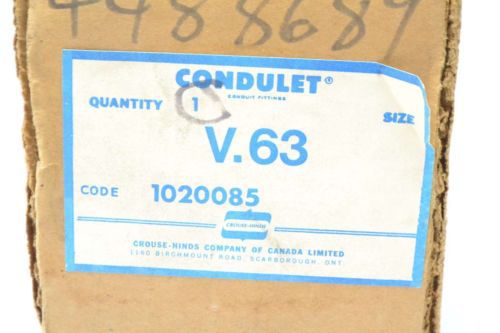 4488689
CONDULET®
CONDUIT FITTINGS
QUANTITY 1 SIZE
V.63
CODE 1020085
CROUSE-HINDS
CROUSE-HINDS COMPANY OF CANADA LIMITED
1160 BIRCHMOUNT ROAD, SCARBOROUGH, ONT.